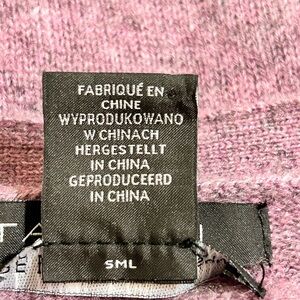 FABRIQUÉ EN
CHINE
WYPRODUKOWANO
W CHINACH
HERGESTELLT
IN CHINA
GEPRODUCEERD
IN CHINA
SML